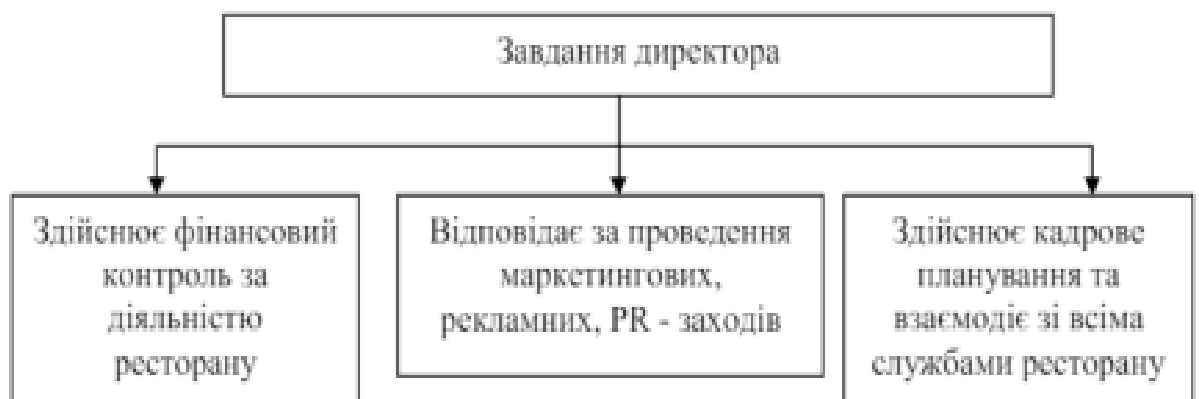 Завдання директора
Здійснює фінансовий
контроль за
діяльністю
ресторану
Відповідає за проведення
маркетингових,
рекламних, PR - заходів
Здійснює кадрове
планування та
взаємодіє зі всіма
службами ресторану